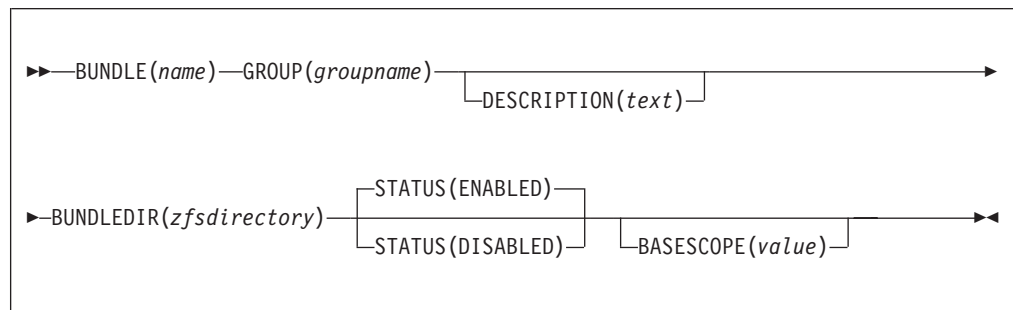 BUNDLE(name) GROUP(groupname)
DESCRIPTION(text)
STATUS(ENABLED)
BUNDLEDIR(zfsdirectory)
STATUS(DISABLED) BASESCOPE(value)